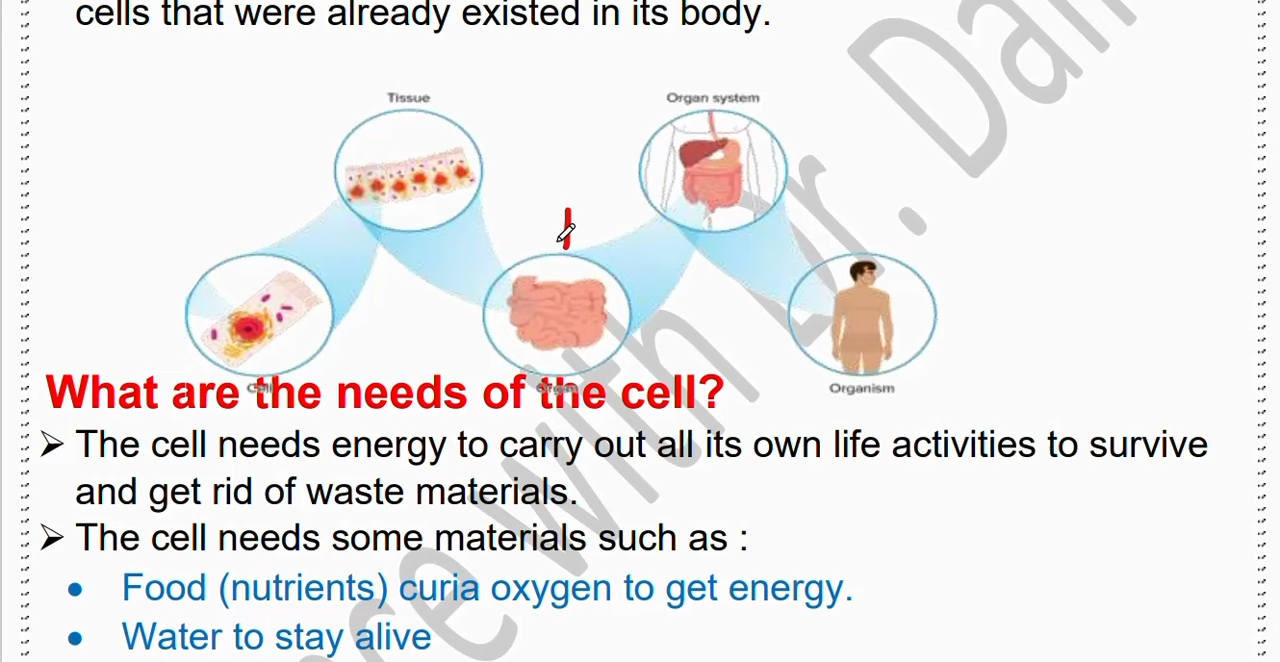 cells that were already existed in its body.
Tissue
Organ system
Organism
What are the needs of the cell?
The cell needs energy to carry out all its own life activities to survive
and get rid of waste materials.
The cell needs some materials such as :
Food (nutrients) curia oxygen to get energy.
Water to stay alive